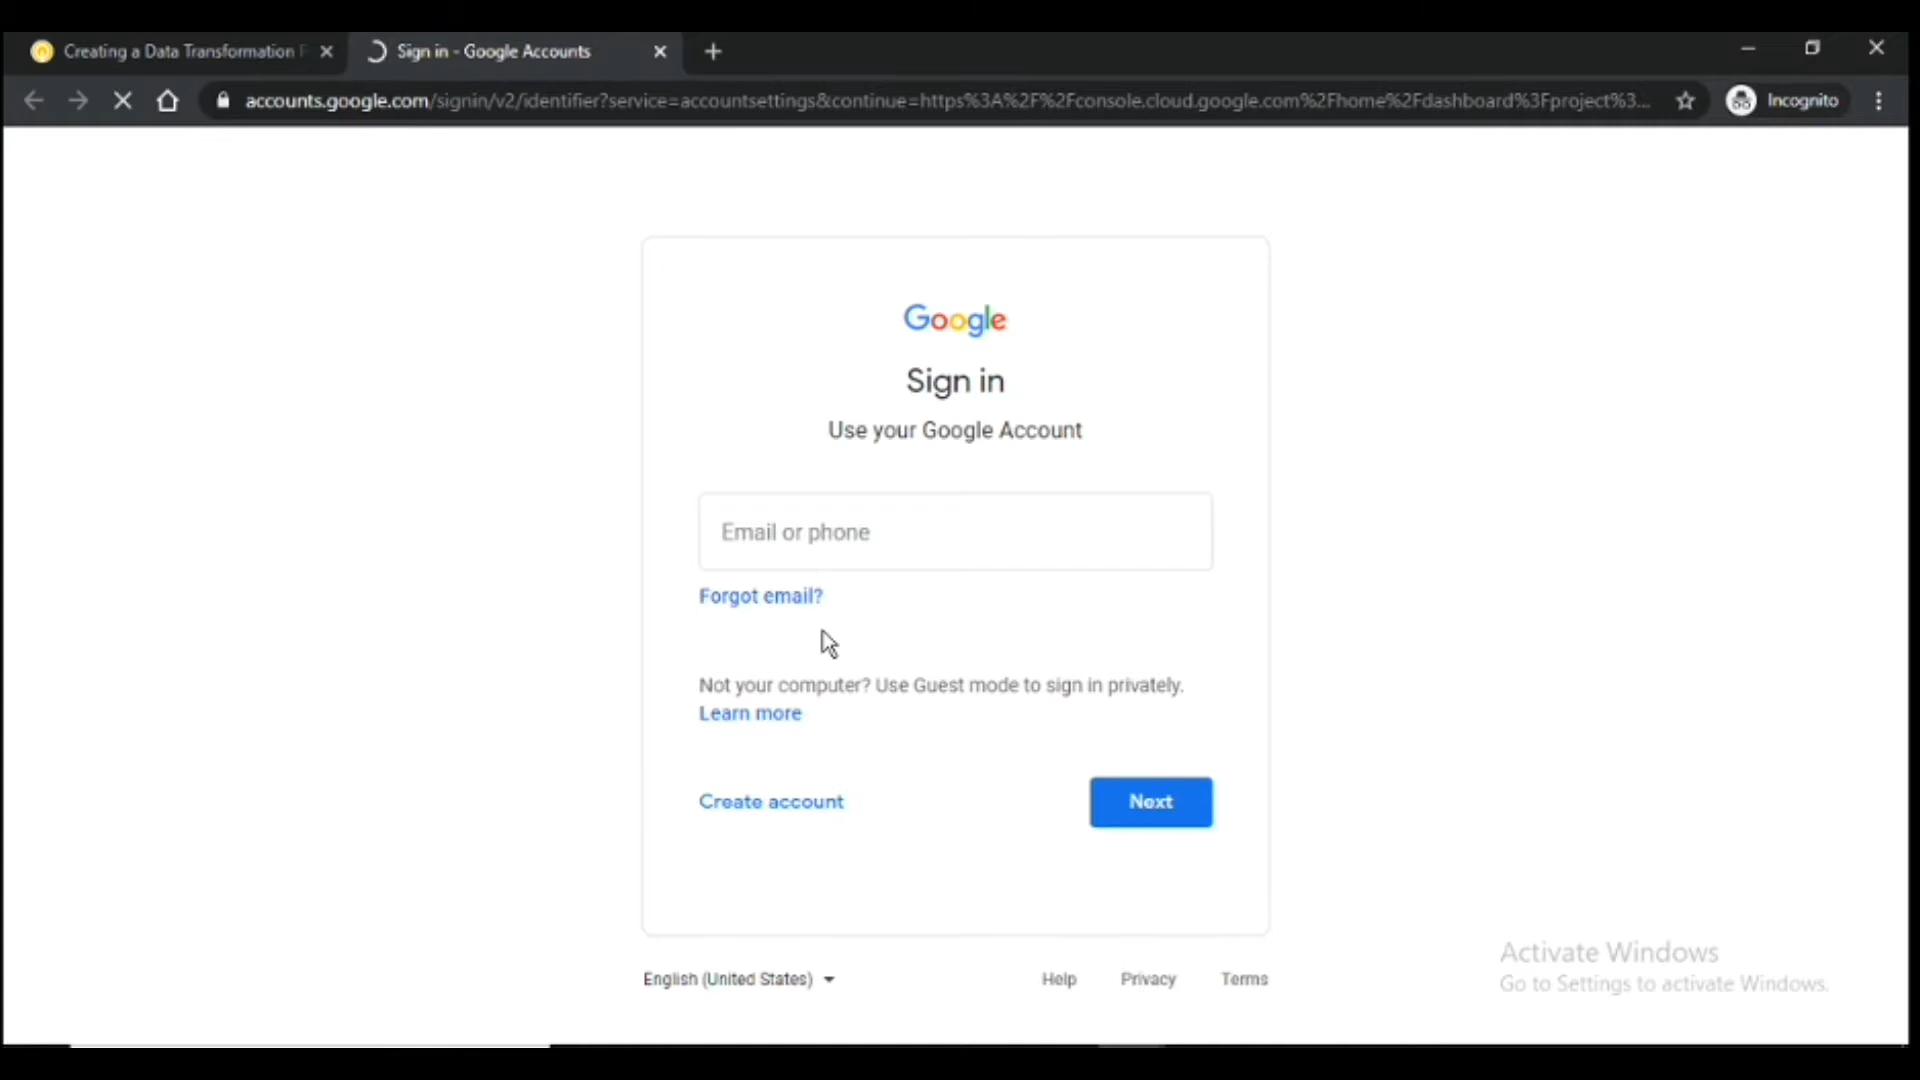 Creating a Data Transformation
Sign in - Google Accounts
accounts.google.com/signin/v2/identifier?service=accountsettings&continue=https%3A%2F%2Fconsole.cloud.google.com%2Fhome%2Fdashboard%3Fproject%3...
Incognito
Google
Sign in
Use your Google Account
Email or phone
Forgot email?
Not your computer? Use Guest mode to sign in privately.
Learn more
Create account
Next
English (United States)
Help
Privacy
Terms
Activate Windows
Go to Settings to activate Windows.